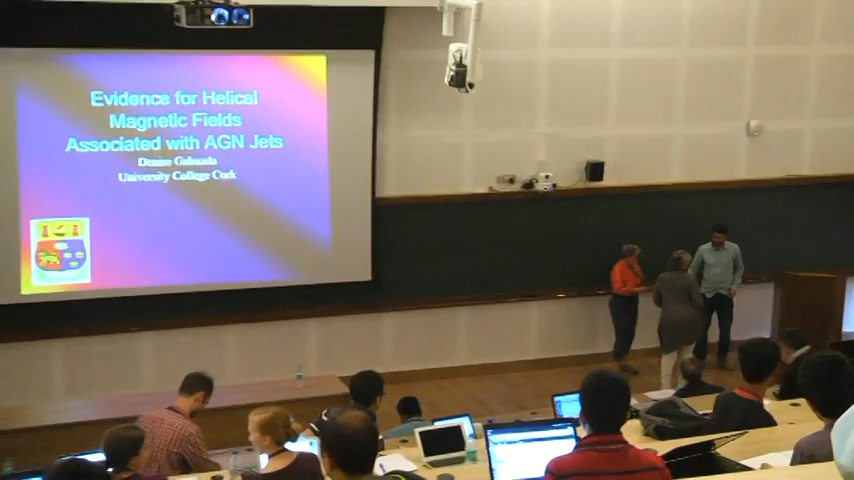 Evidence for Helical
Magnetic Fields
Associated with AGN Jets
Denise Gabuzda
University College Cork